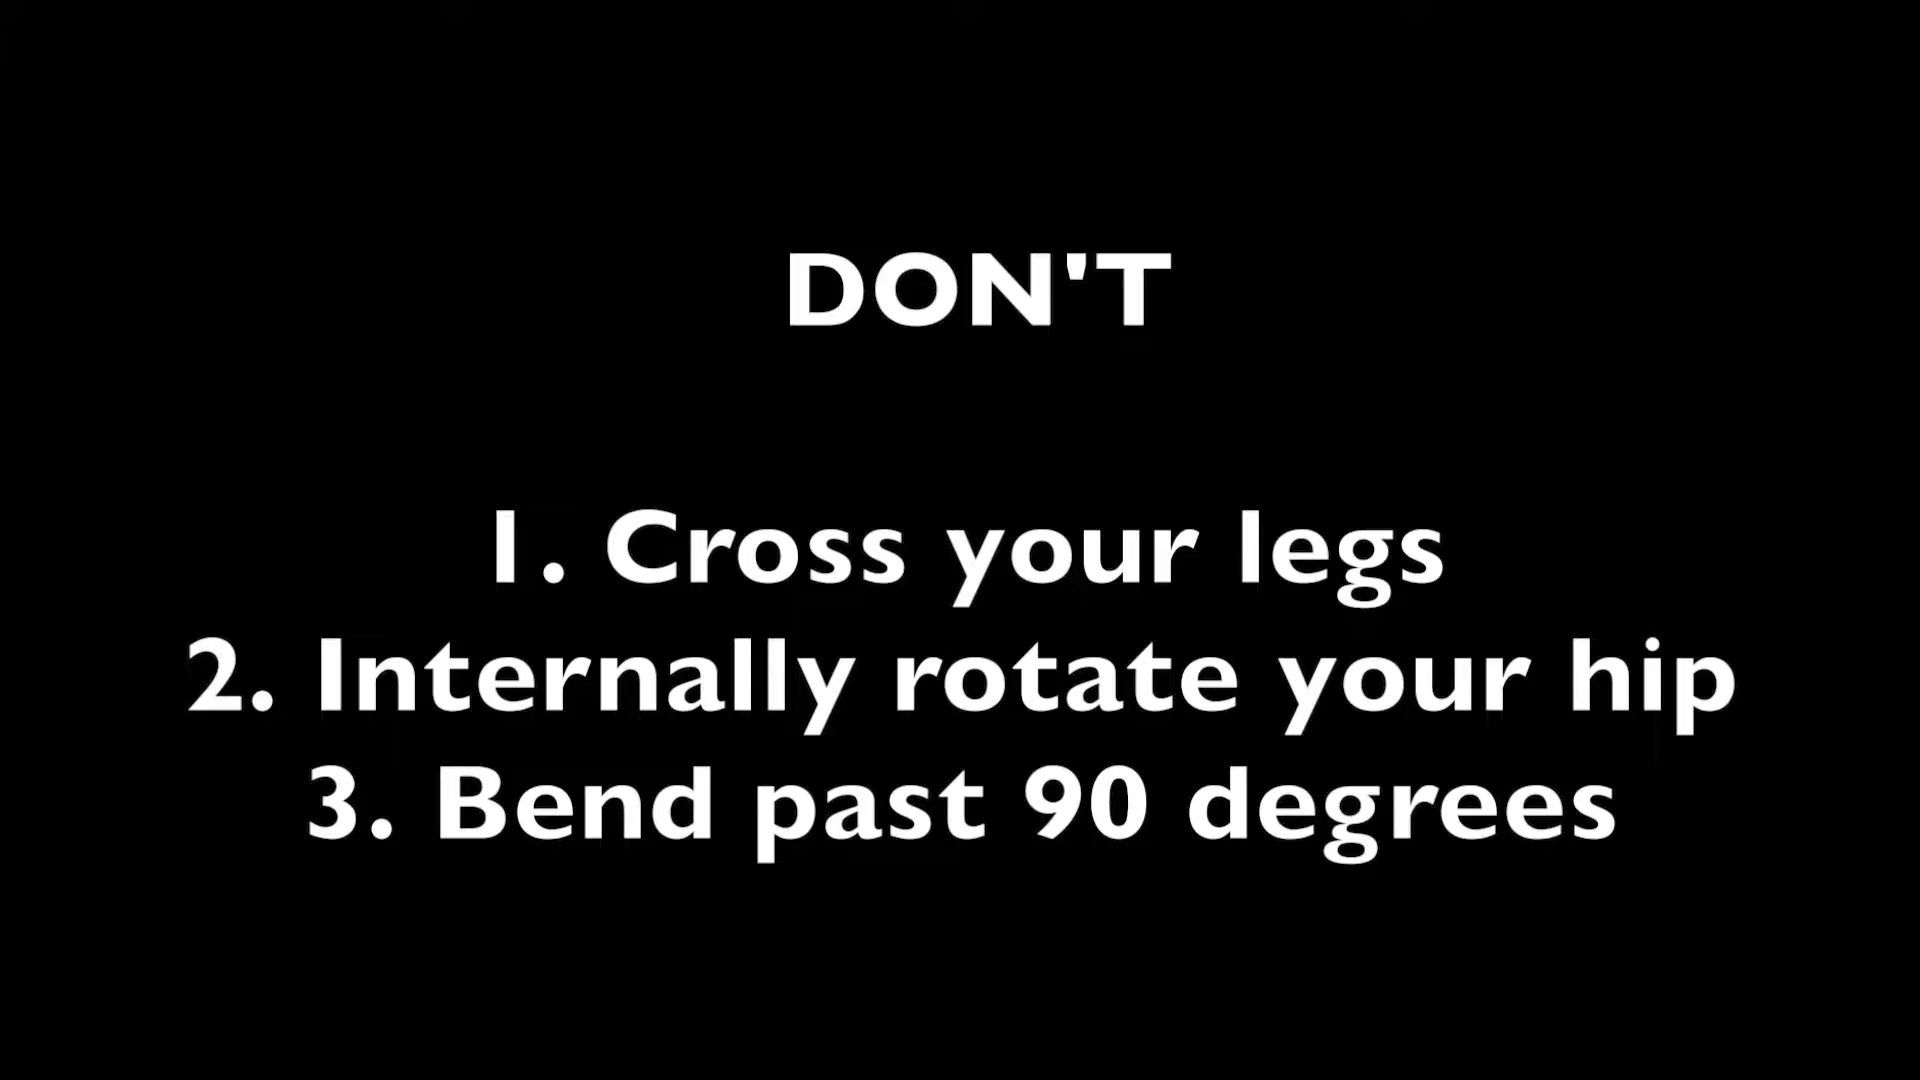 DON'T
1. Cross your legs
2. Internally rotate your hip
3. Bend past 90 degrees